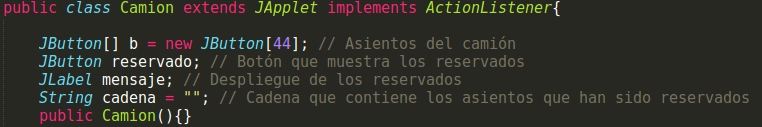 public class Camion extends JApplet implements ActionListener{
JButton[] b = new JButton[44]; // Asientos del camión
JButton reservado; // Botón que muestra los reservados
JLabel mensaje; // Despliegue de los reservados
String cadena = ""; // Cadena que contiene los asientos que han sido reservados
public Camion(){}